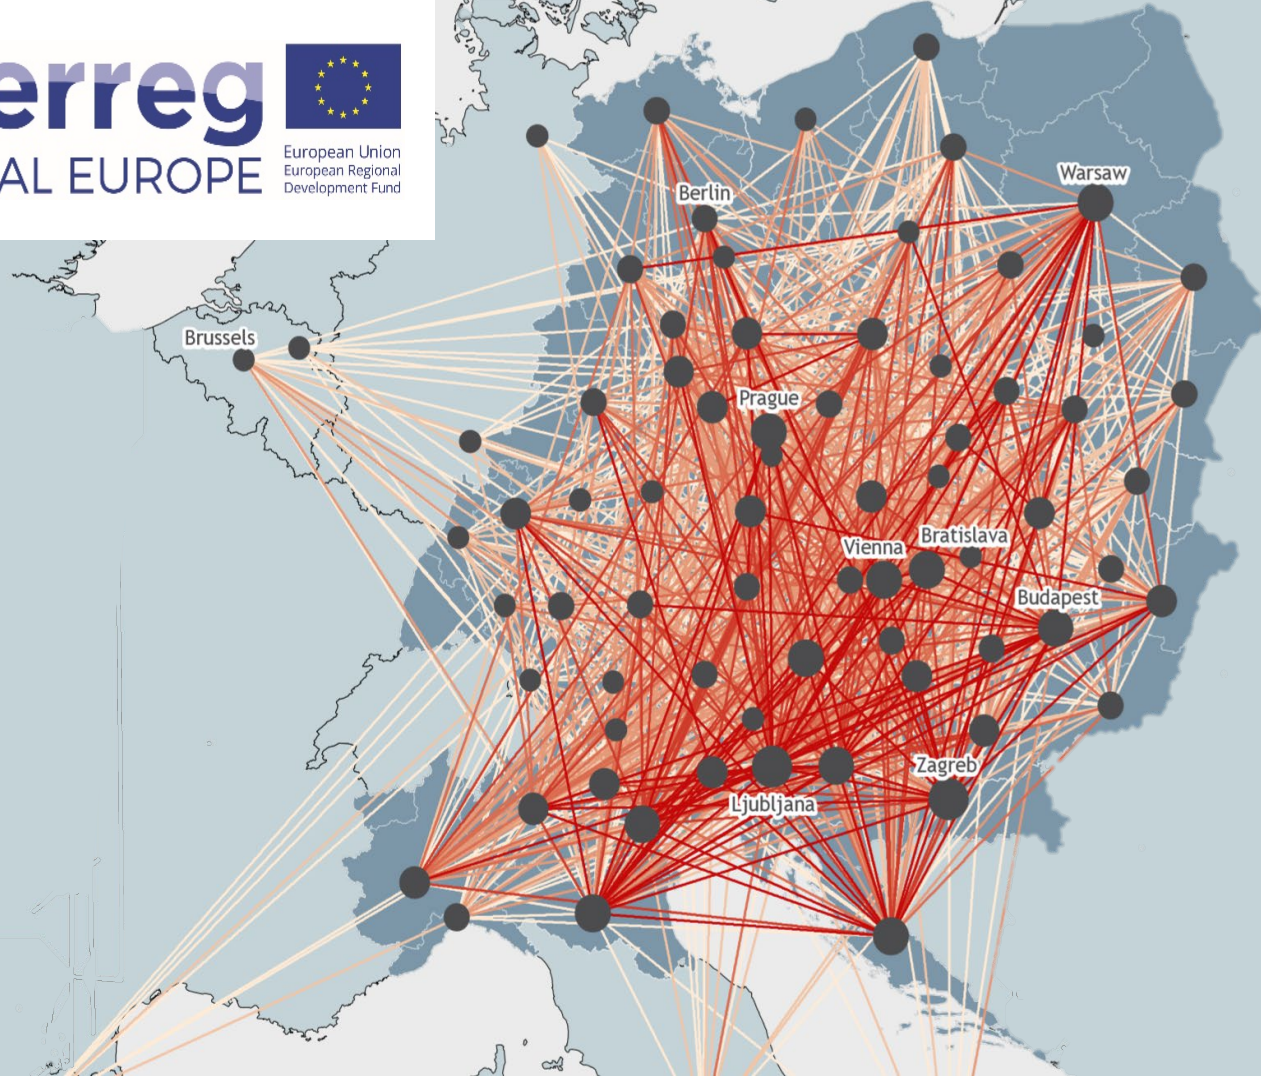 erreg
AL EUROPE
European Union
European Regional
Development Fund
Warsaw
Berlin
Brussels
Prague
Bratislava
Vienna
Budapest
Zagreb
Ljubljana